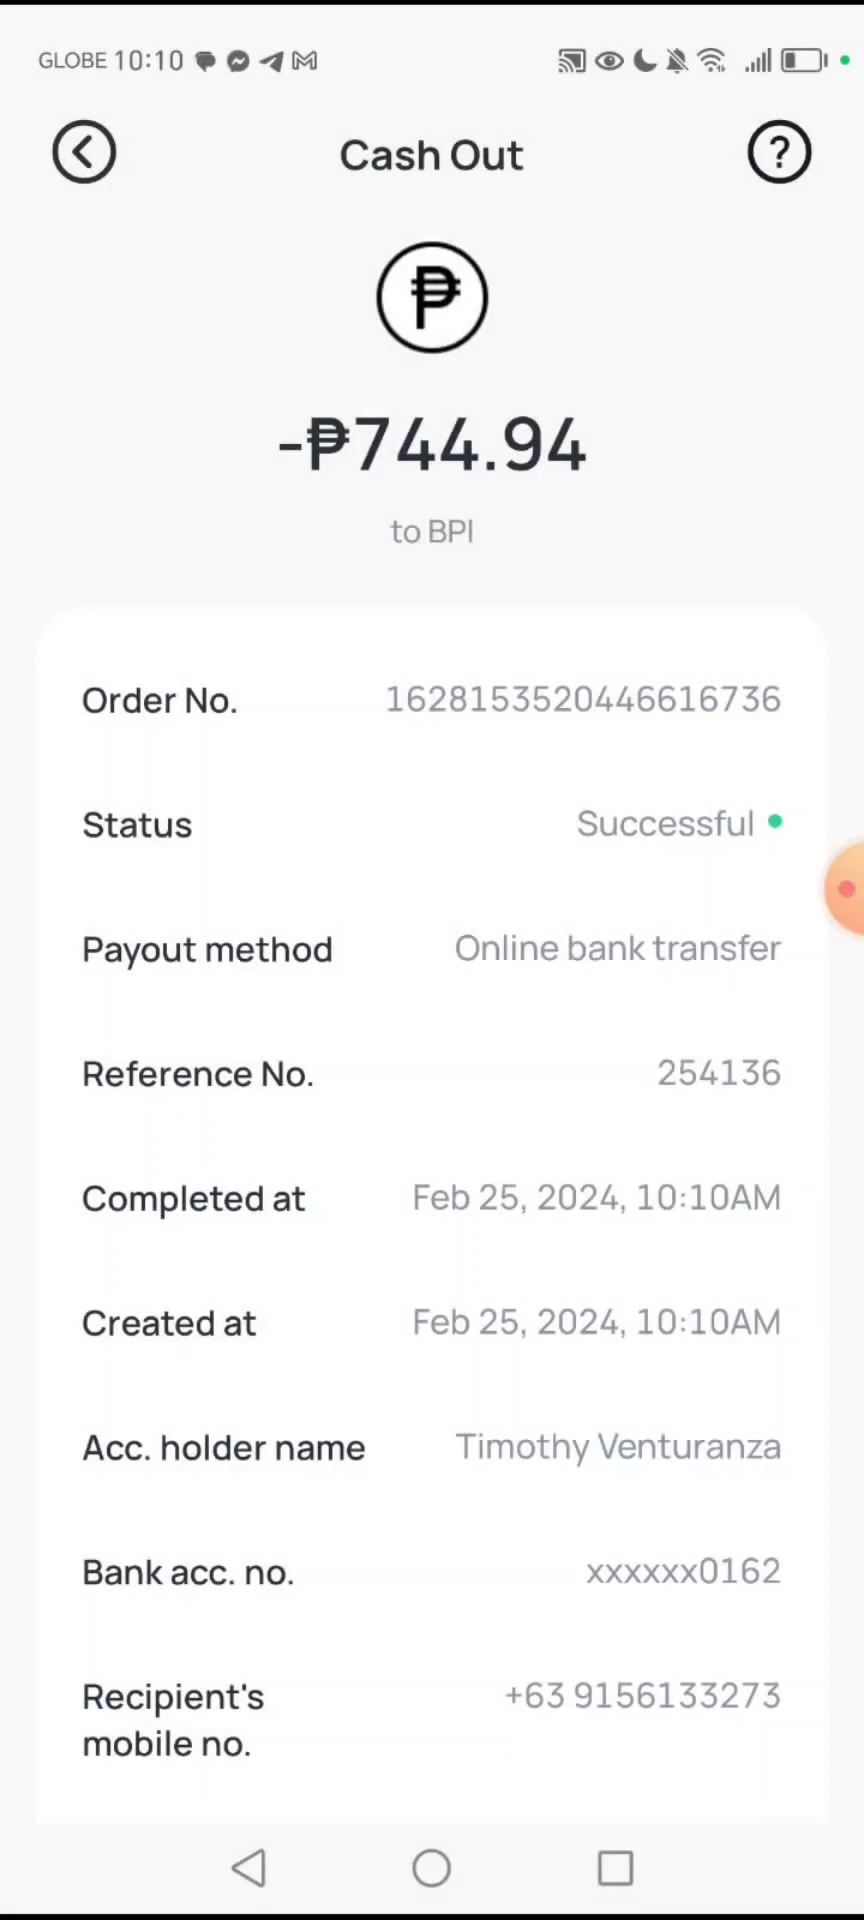 GLOBE 10:10
Cash Out
?
₱
-₱744.94
to BPI
Order No. 1628153520446616736
Status Successful
Payout method Online bank transfer
Reference No. 254136
Completed at Feb 25, 2024, 10:10AM
Created at Feb 25, 2024, 10:10AM
Acc. holder name Timothy Venturanza
Bank acc. no. xxxxxx0162
Recipient's +63 9156133273
mobile no.